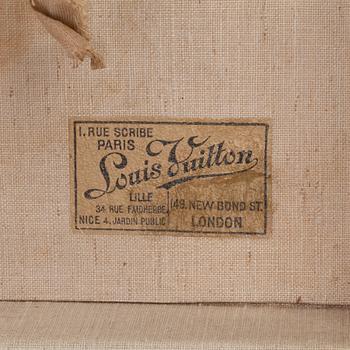 1. RUE SCRIBE
PARIS
Louis Vuitton
LILLE
34 RUE FAIDHERBE
NICE 4. JARDIN PUBLIC
149. NEW BOND ST.
LONDON